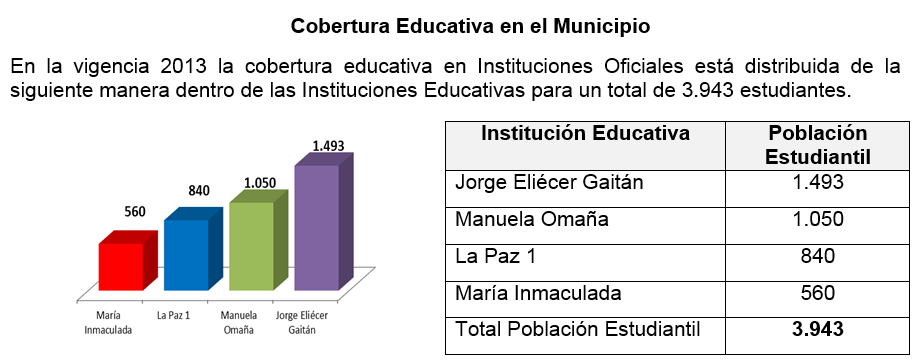 Cobertura Educativa en el Municipio
En la vigencia 2013 la cobertura educativa en Instituciones Oficiales está distribuida de la
siguiente manera dentro de las Instituciones Educativas para un total de 3.943 estudiantes.
560
840
1.050
1.493
María
Inmaculada
La Paz 1
Manuela
Omaña
Jorge Eliécer
Gaitán
Institución Educativa
Población
Estudiantil
Jorge Eliécer Gaitán 1.493
Manuela Omaña 1.050
La Paz 1 840
María Inmaculada 560
Total Población Estudiantil 3.943